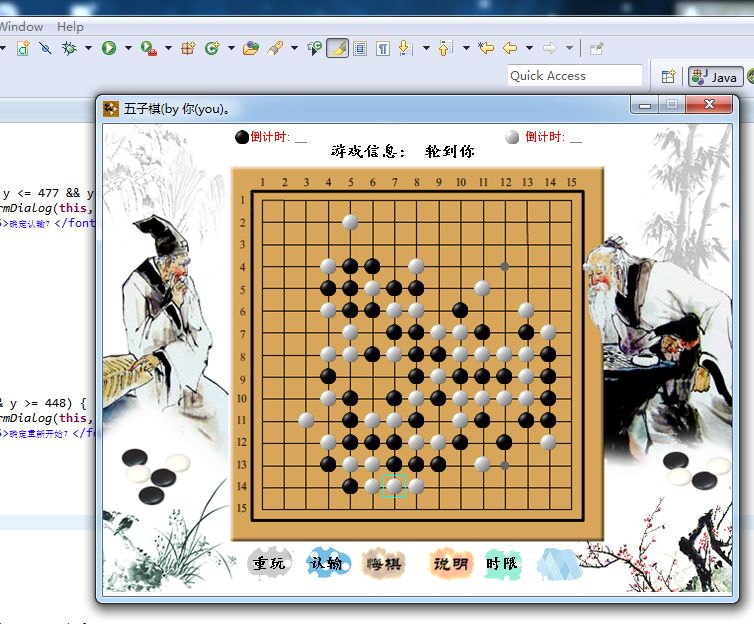 Window Help
Quick Access
Java
五子棋(by 你(you)。
倒计时: __
倒计时: __
游戏信息： 轮到你
1 2 3 4 5 6 7 8 9 10 11 12 13 14 15
1
2
3
4
5
6
7
8
9
10
11
12
13
14
15
y <= 477 && y
rmDialog(this,
5>确定认输?</font
& y >= 448) {
rmDialog(this,
5>确定重新开始?</fo
重玩 认输 悔棋 说明 时限